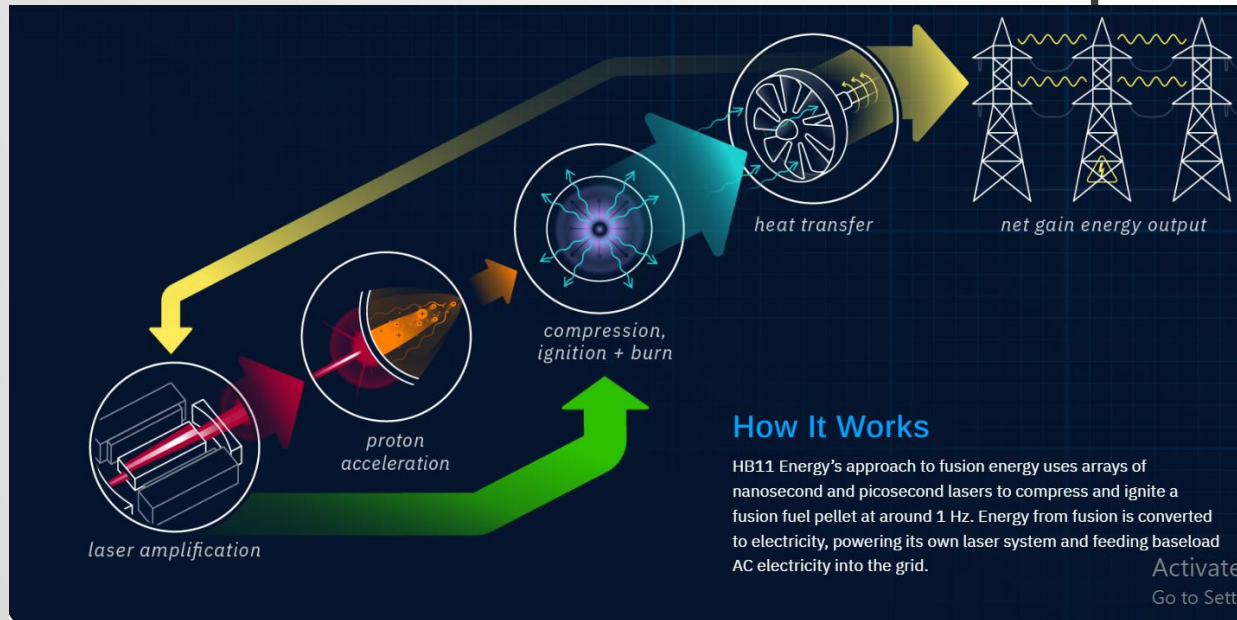 heat transfer
net gain energy output
compression,
ignition + burn
proton
acceleration
laser amplification
How It Works
HB11 Energy’s approach to fusion energy uses arrays of
nanosecond and picosecond lasers to compress and ignite a
fusion fuel pellet at around 1 Hz. Energy from fusion is converted
to electricity, powering its own laser system and feeding baseload
AC electricity into the grid.
Activate
Go to Sett